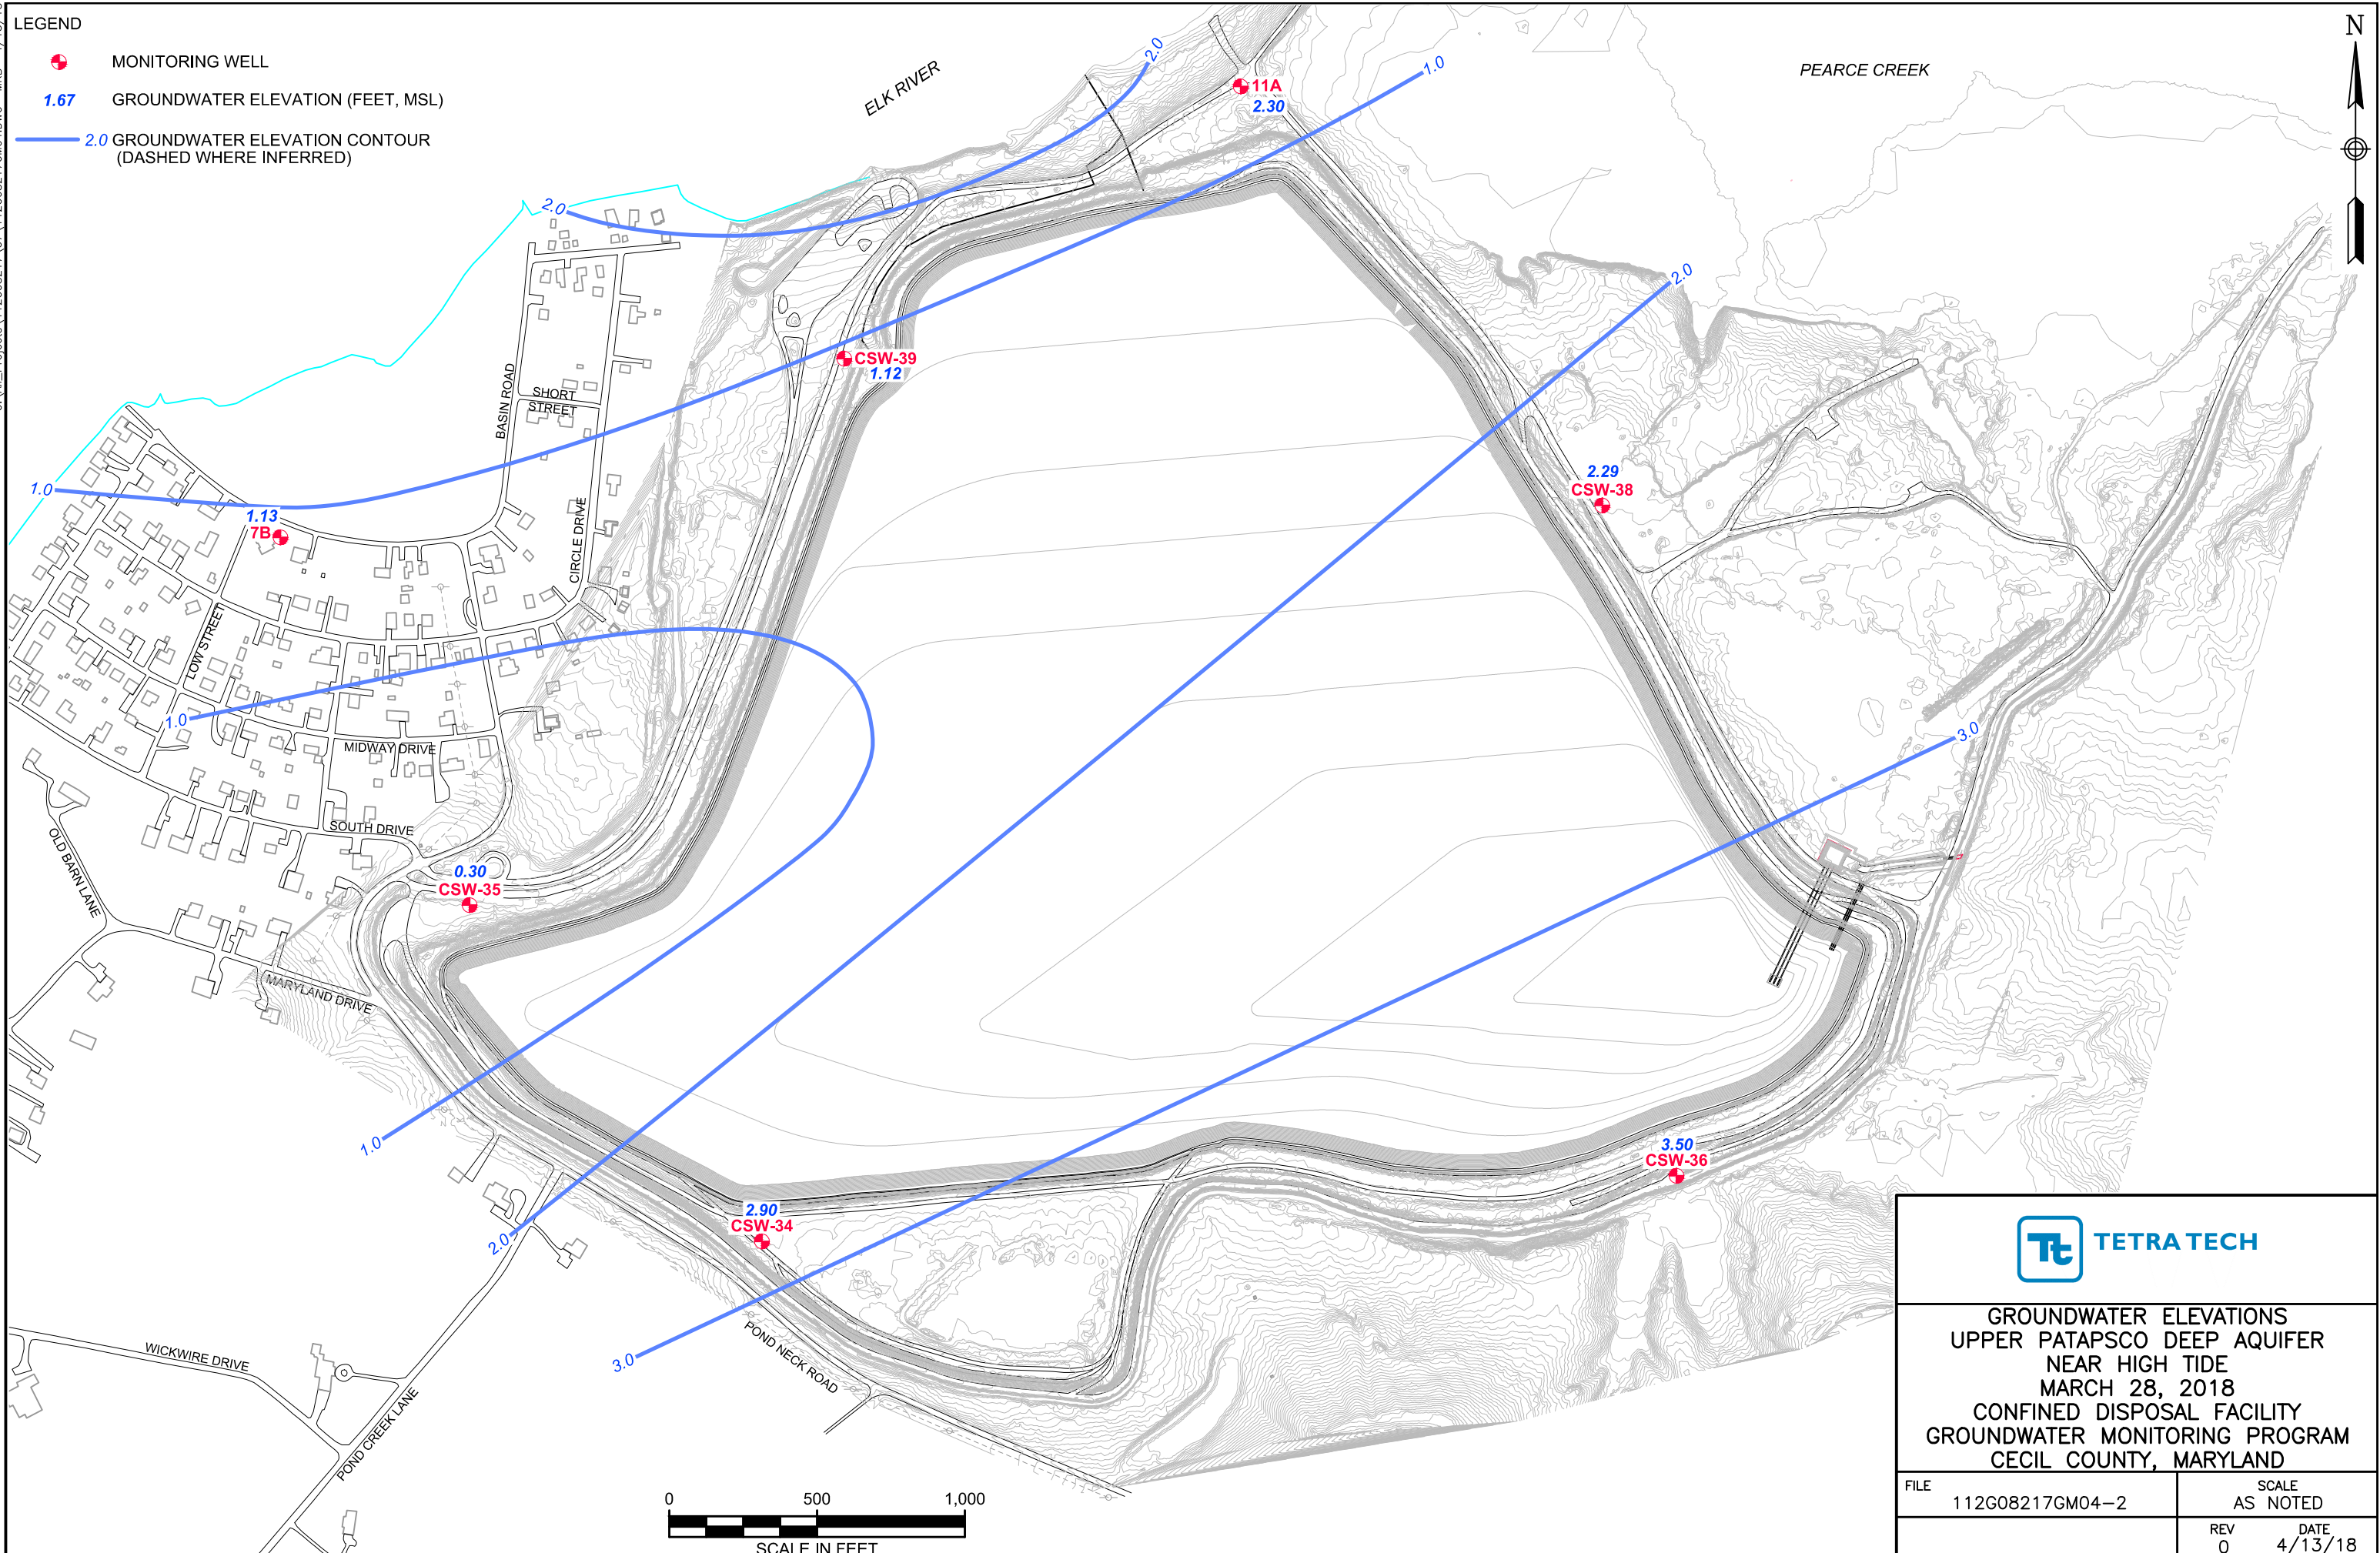 LEGEND
MONITORING WELL
1.67 GROUNDWATER ELEVATION (FEET, MSL)
2.0 GROUNDWATER ELEVATION CONTOUR
(DASHED WHERE INFERRED)
N
ELK RIVER
PEARCE CREEK
2.0
1.0
11A
2.30
2.0
2.0
CSW-39
1.12
BASIN ROAD
SHORT
STREET
1.0
1.13
7B
2.29
CSW-38
CIRCLE DRIVE
LOW STREET
1.0
MIDWAY DRIVE
3.0
SOUTH DRIVE
OLD BARN LANE
0.30
CSW-35
MARYLAND DRIVE
1.0
3.50
CSW-36
2.90
CSW-34
2.0
3.0
POND NECK ROAD
WICKWIRE DRIVE
POND CREEK LANE
0 500 1,000
SCALE IN FEET
Tt TETRA TECH
GROUNDWATER ELEVATIONS
UPPER PATAPSCO DEEP AQUIFER
NEAR HIGH TIDE
MARCH 28, 2018
CONFINED DISPOSAL FACILITY
GROUNDWATER MONITORING PROGRAM
CECIL COUNTY, MARYLAND
FILE
112G08217GM04-2
SCALE
AS NOTED
REV
0
DATE
4/13/18